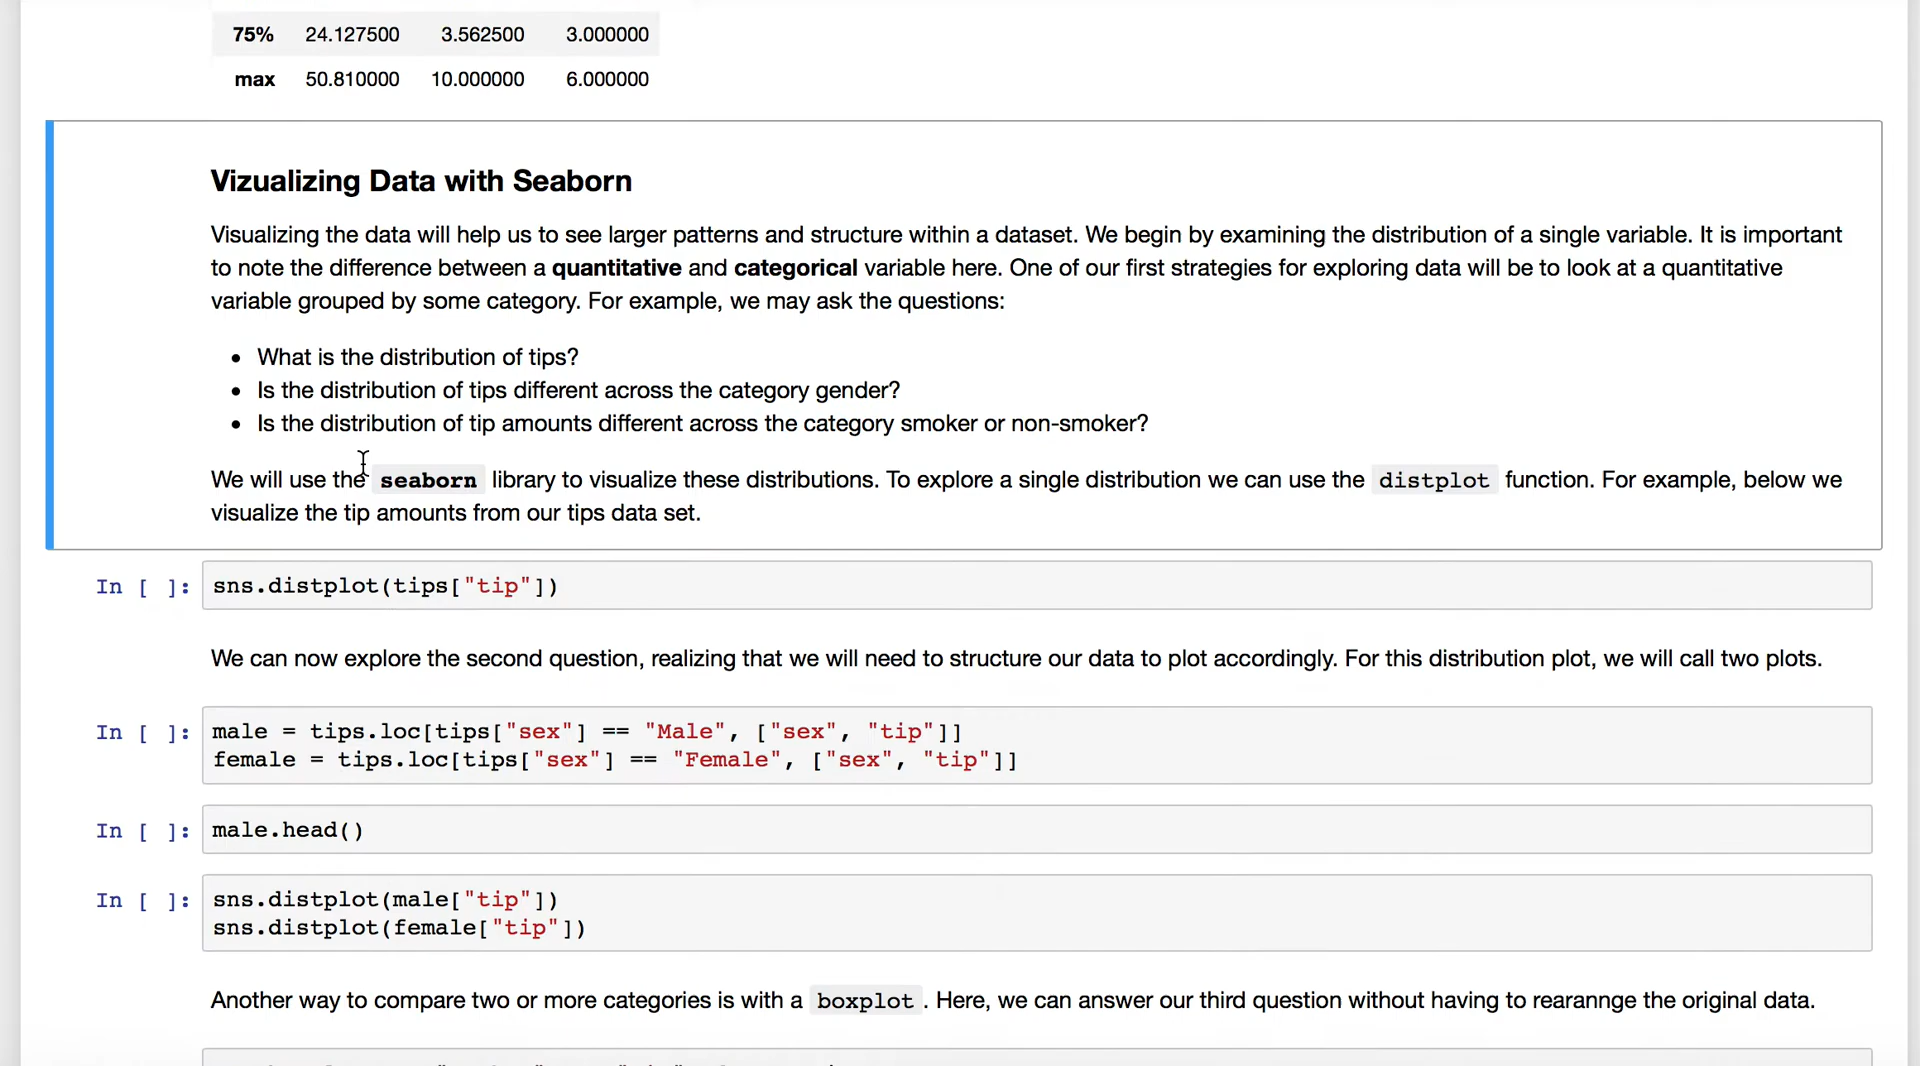 75% 24.127500 3.562500 3.000000
max 50.810000 10.000000 6.000000
Vizualizing Data with Seaborn
Visualizing the data will help us to see larger patterns and structure within a dataset. We begin by examining the distribution of a single variable. It is important
to note the difference between a quantitative and categorical variable here. One of our first strategies for exploring data will be to look at a quantitative
variable grouped by some category. For example, we may ask the questions:
• What is the distribution of tips?
• Is the distribution of tips different across the category gender?
• Is the distribution of tip amounts different across the category smoker or non-smoker?
We will use the seaborn library to visualize these distributions. To explore a single distribution we can use the distplot function. For example, below we
visualize the tip amounts from our tips data set.
In [ ]: sns.distplot(tips["tip"])
We can now explore the second question, realizing that we will need to structure our data to plot accordingly. For this distribution plot, we will call two plots.
In [ ]: male = tips.loc[tips["sex"] == "Male", ["sex", "tip"]]
female = tips.loc[tips["sex"] == "Female", ["sex", "tip"]]
In [ ]: male.head()
In [ ]: sns.distplot(male["tip"])
sns.distplot(female["tip"])
Another way to compare two or more categories is with a boxplot. Here, we can answer our third question without having to rearannge the original data.